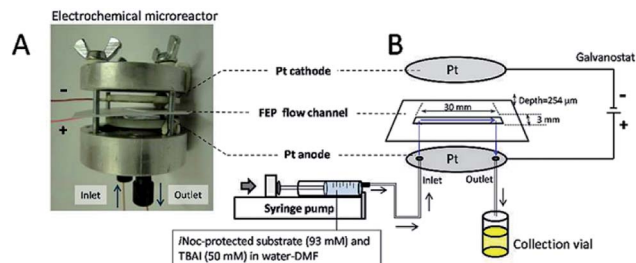 Electrochemical microreactor
A
B
Galvanostat
Pt cathode
Pt
-
-
Depth=254 µm
30 mm
FEP flow channel
3 mm
+
+
Pt anode
Pt
Inlet
Outlet
Inlet
Outlet
Syringe pump
Collection vial
iNoc-protected substrate (93 mM) and
TBAI (50 mM) in water-DMF